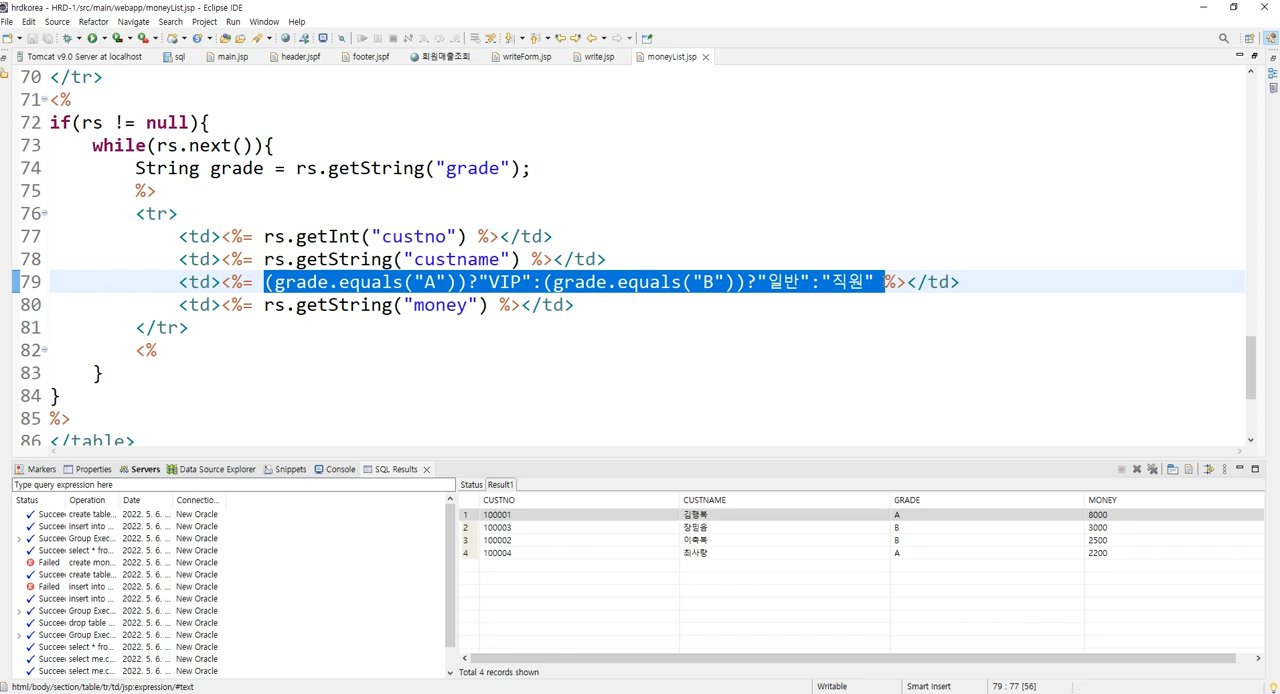 hrdkorea - HRD-1/src/main/webapp/moneyList.jsp - Eclipse IDE
File Edit Source Refactor Navigate Search Project Run Window Help
Tomcat v9.0 Server at localhost sql main.jsp header.jspf footer.jspf 회원매출조회 writeForm.jsp write.jsp moneyList.jsp
70 </tr>
71 <%
72 if(rs != null){
73 while(rs.next()){
74 String grade = rs.getString("grade");
75 %>
76 <tr>
77 <td><%= rs.getInt("custno") %></td>
78 <td><%= rs.getString("custname") %></td>
79 <td><%= (grade.equals("A"))?"VIP":(grade.equals("B"))?"일반":"직원" %></td>
80 <td><%= rs.getString("money") %></td>
81 </tr>
82 <%
83 }
84 }
85 %>
86 </table>
Markers Properties Servers Data Source Explorer Snippets Console SQL Results
Type query expression here
Status Operation Date Connectio...
Succee create table... 2022. 5. 6. ... New Oracle
Succee insert into ... 2022. 5. 6. ... New Oracle
Succee Group Exec... 2022. 5. 6. ... New Oracle
Succee select * fro... 2022. 5. 6. ... New Oracle
Failed create mon... 2022. 5. 6. ... New Oracle
Succee create table... 2022. 5. 6. ... New Oracle
Failed insert into ... 2022. 5. 6. ... New Oracle
Succee insert into ... 2022. 5. 6. ... New Oracle
Succee Group Exec... 2022. 5. 6. ... New Oracle
Succee drop table ... 2022. 5. 6. ... New Oracle
Succee Group Exec... 2022. 5. 6. ... New Oracle
Succee select * fro... 2022. 5. 6. ... New Oracle
Succee select me.c... 2022. 5. 6. ... New Oracle
Succee select me.c... 2022. 5. 6. ... New Oracle
Status Result1
CUSTNO CUSTNAME GRADE MONEY
1 100001 김행복 A 8000
2 100003 장믿음 B 3000
3 100002 이축복 B 2500
4 100004 최사랑 A 2200
Total 4 records shown
html/body/section/table/tr/td/jsp:expression/#text Writable Smart Insert 79 : 77 [56]